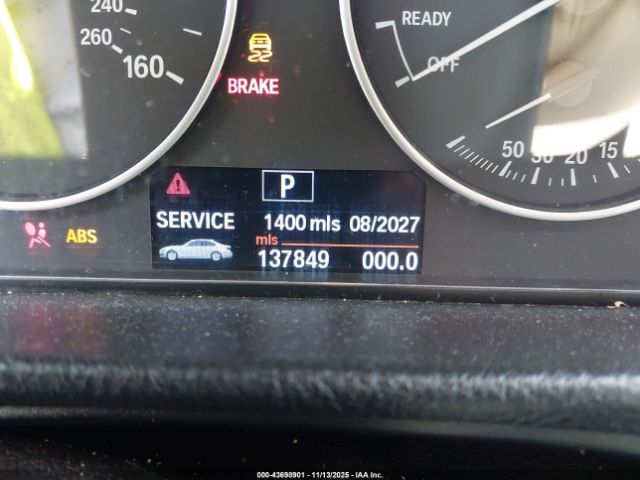 240
260
160
BRAKE
READY
OFF
50
30
20
15
P
SERVICE 1400 mls 08/2027
mls
137849 000.0
ABS
000-43698901 - 11/13/2025 - IAA Inc.